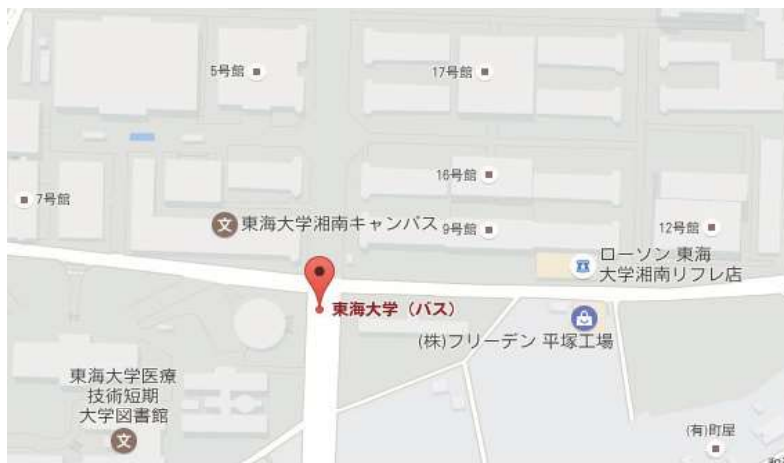 5号館
17号館
16号館
7号館
東海大学湘南キャンパス
9号館
12号館
ローソン 東海
大学湘南リフレ店
東海大学（バス）
(株)フリーデン 平塚工場
東海大学医療
技術短期
大学図書館
文
文
(有)町屋